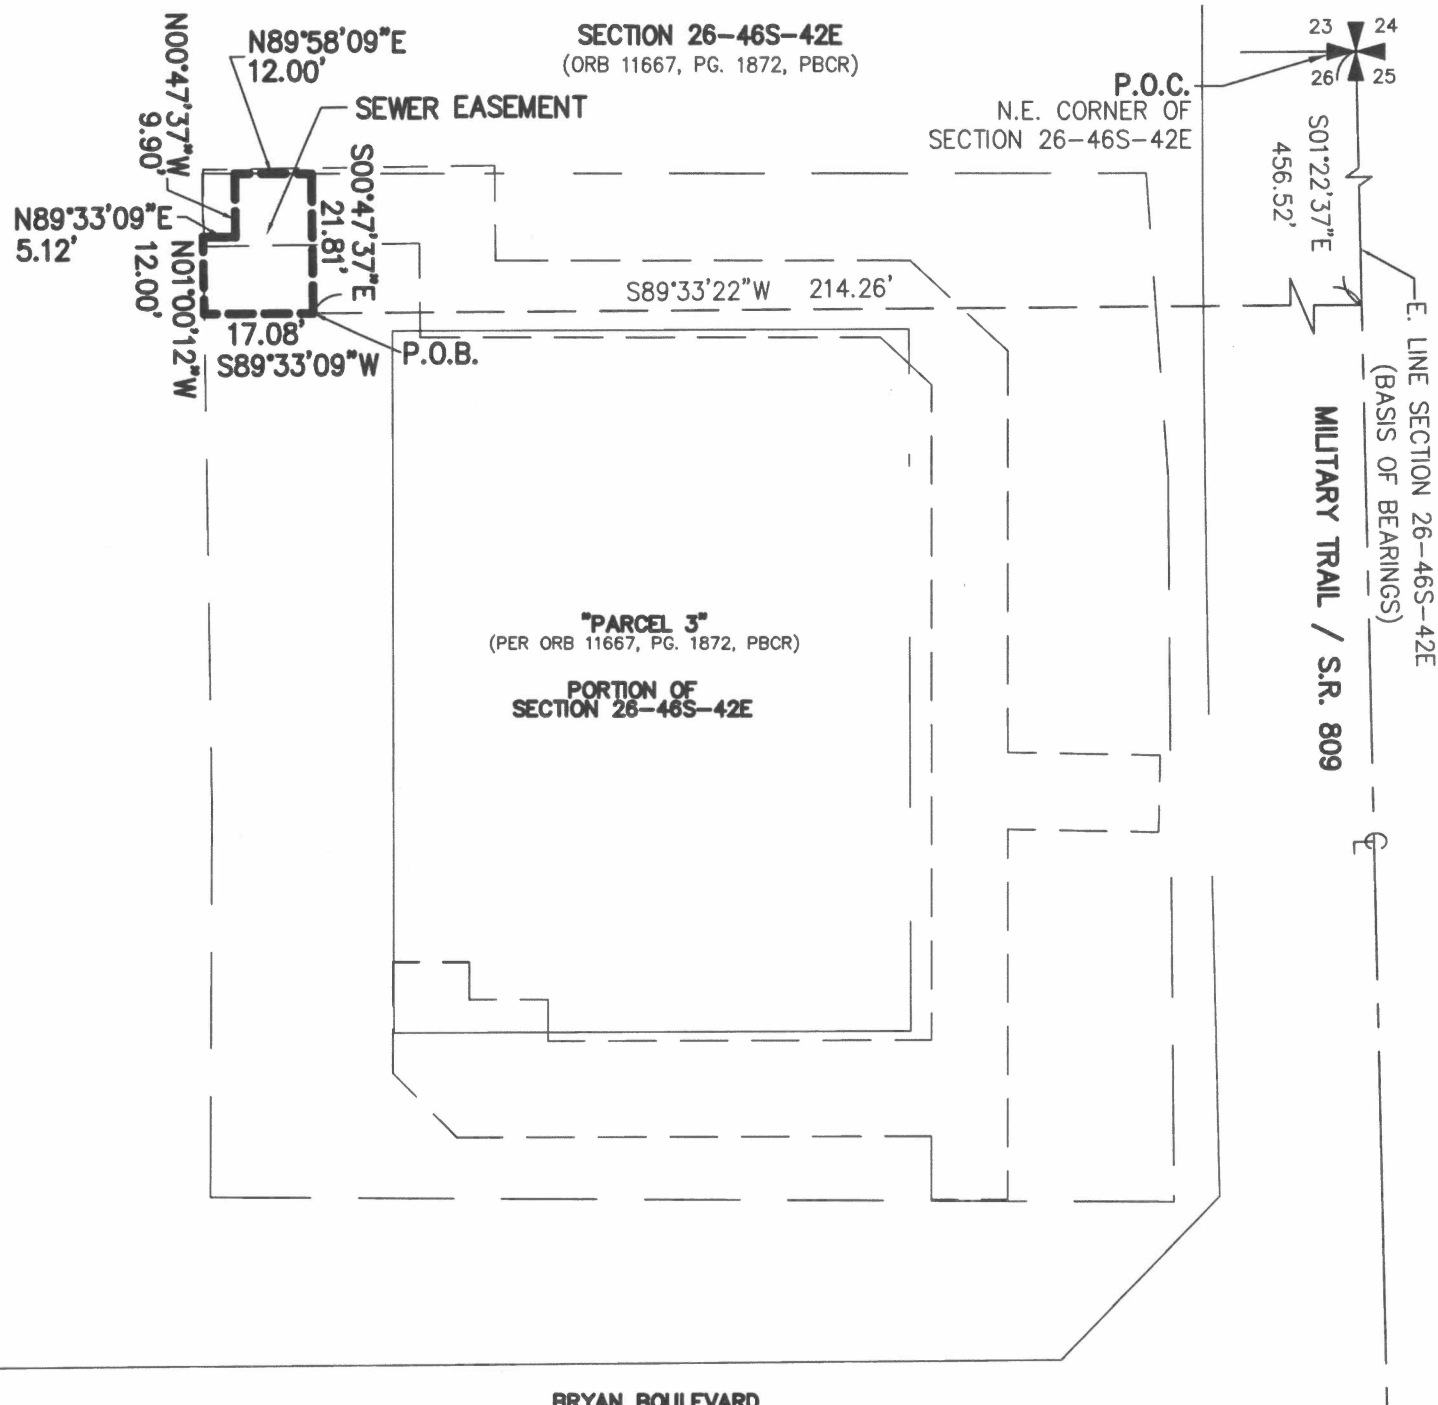 SECTION 26-46S-42E
(ORB 11667, PG. 1872, PBCR)
N89°58'09"E
12.00'
SEWER EASEMENT
N00°47'37"W
9.90'
N89°33'09"E
5.12'
N01°00'12"W
12.00'
S00°47'37"E
21.81'
17.08'
S89°33'09"W
P.O.B.
S89°33'22"W 214.26'
P.O.C.
N.E. CORNER OF
SECTION 26-46S-42E
23 24
26 25
S01°22'37"E
456.52'
E. LINE SECTION 26-46S-42E
(BASIS OF BEARINGS)
MILITARY TRAIL / S.R. 809
"PARCEL 3"
(PER ORB 11667, PG. 1872, PBCR)
PORTION OF
SECTION 26-46S-42E
CL
BRYAN BOULEVARD